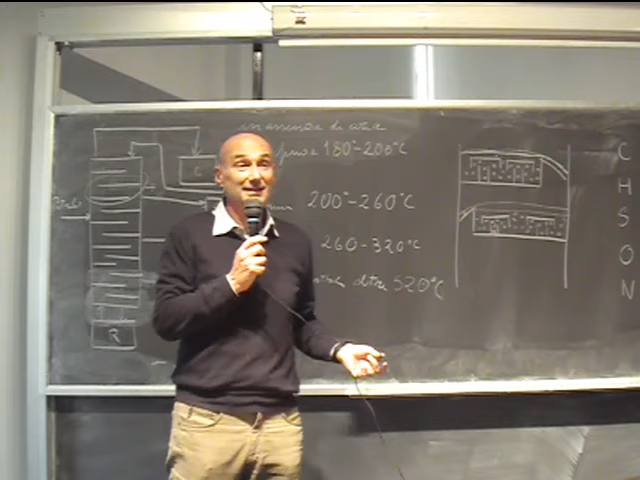 in assenza di aria
180°-200°C
200°-260°C
260-320°C
oltre 320°C
C
R
C
H
S
O
N